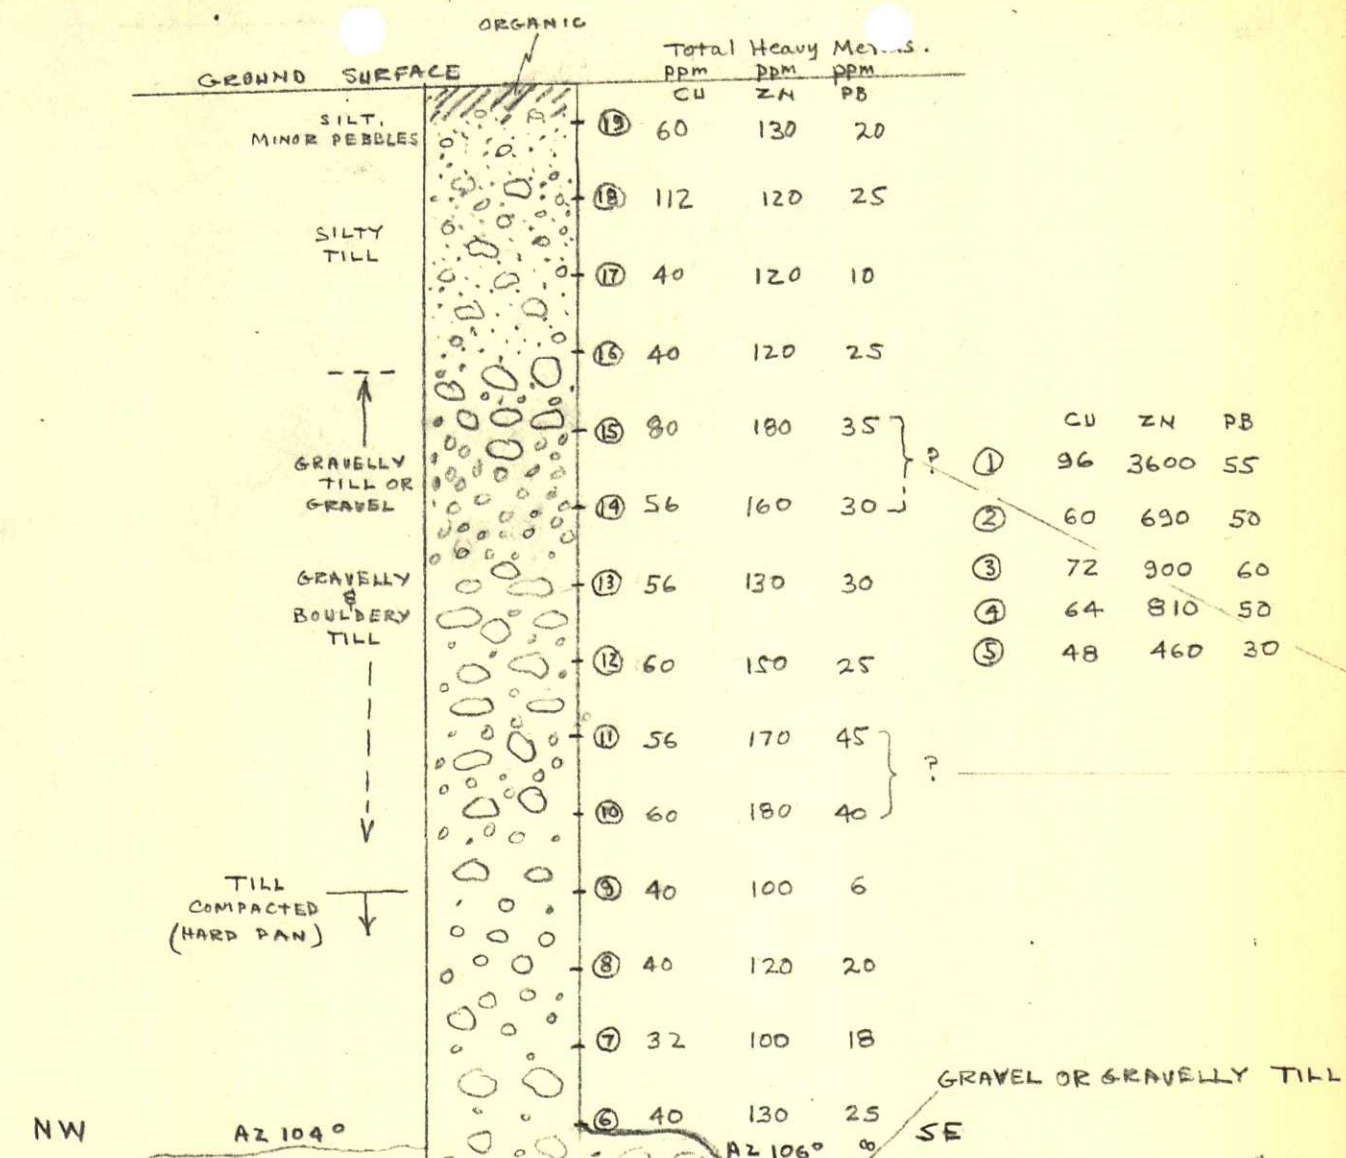 ORGANIC
Total Heavy
GROUND SURFACE
ppm ppm ppm
CU ZN PB
SILT,
MINOR PEBBLES
⑲ 60 130 20
⑱ 112 120 25
SILTY
TILL
⑰ 40 120 10
⑯ 40 120 25
⑮ 80 180 35 ?
GRAVELLY
TILL OR
GRAVEL
⑭ 56 160 30
GRAVELLY
&
BOULDERY
TILL
⑬ 56 130 30
⑫ 60 150 25
⑪ 56 170 45
?
⑩ 60 180 40
TILL
COMPACTED
(HARD PAN)
⑨ 40 100 6
⑧ 40 120 20
⑦ 32 100 18
⑥ 40 130 25
CU ZN PB
① 96 3600 55
② 60 690 50
③ 72 900 60
④ 64 810 50
⑤ 48 460 30
GRAVEL OR GRAVELLY TILL
NW AZ 104° AZ 106° SE